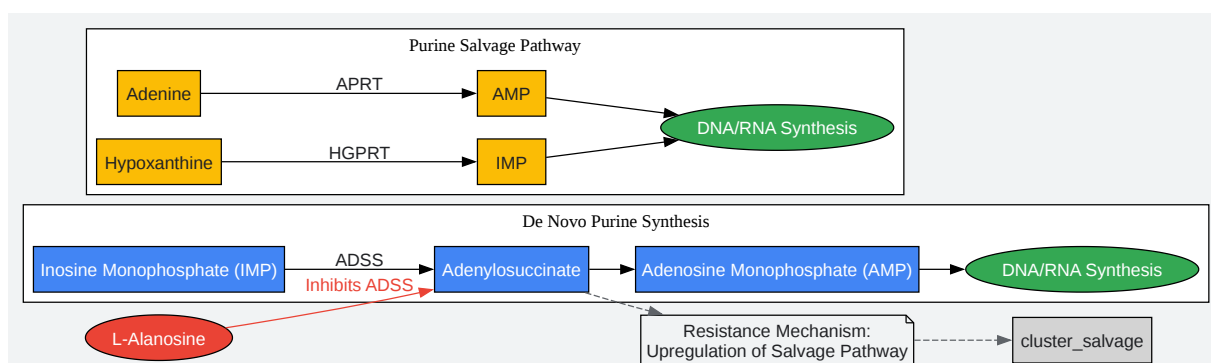 Purine Salvage Pathway
Adenine
APRT
AMP
DNA/RNA Synthesis
Hypoxanthine
HGPRT
IMP
De Novo Purine Synthesis
Inosine Monophosphate (IMP)
ADSS
Adenylosuccinate
Adenosine Monophosphate (AMP)
DNA/RNA Synthesis
Inhibits ADSS
L-Alanosine
Resistance Mechanism:
Upregulation of Salvage Pathway
cluster_salvage